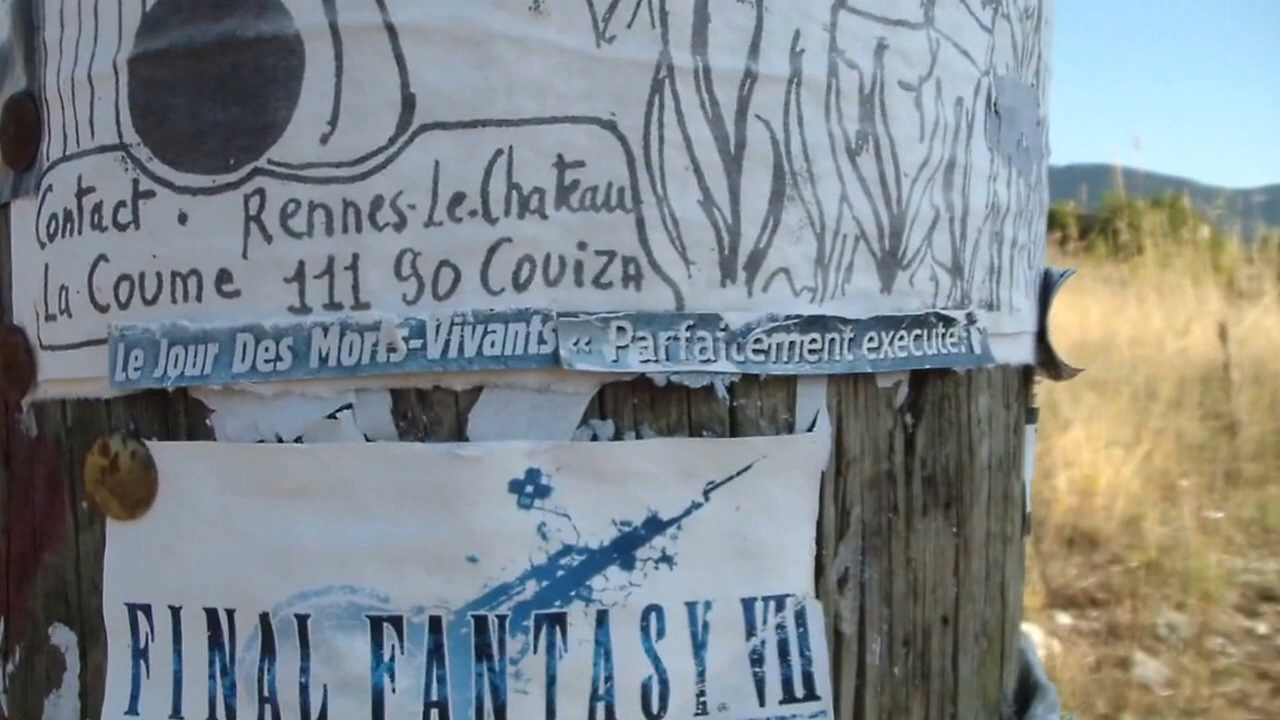 Contact. Rennes-Le-Chateau
La Coume 11190 Couiza
Le Jour Des Morts-Vivants « Parfaitement exécuté! »
FINAL FANTASY VII